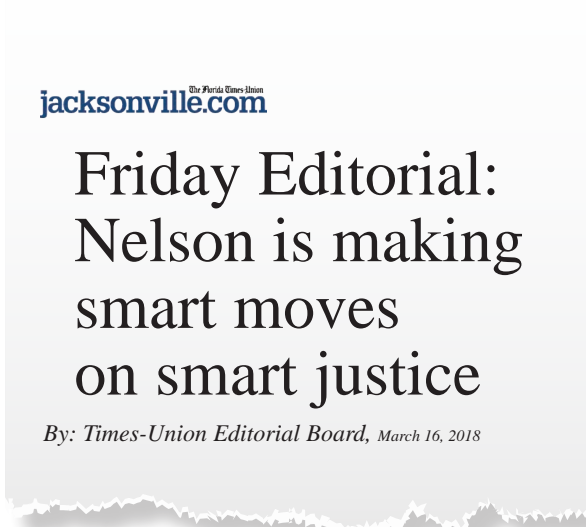 The Florida Times-Union
jacksonville.com
Friday Editorial:
Nelson is making
smart moves
on smart justice
By: Times-Union Editorial Board, March 16, 2018